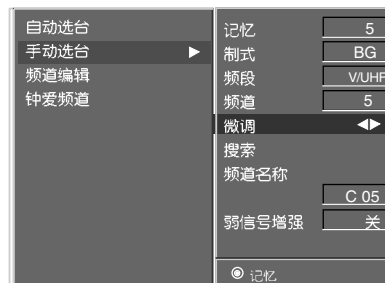 自动选台
手动选台
频道编辑
钟爱频道
记忆 5
制式 BG
频段 V/UHF
频道 5
微调
搜索
频道名称
C 05
弱信号增强 关
记忆